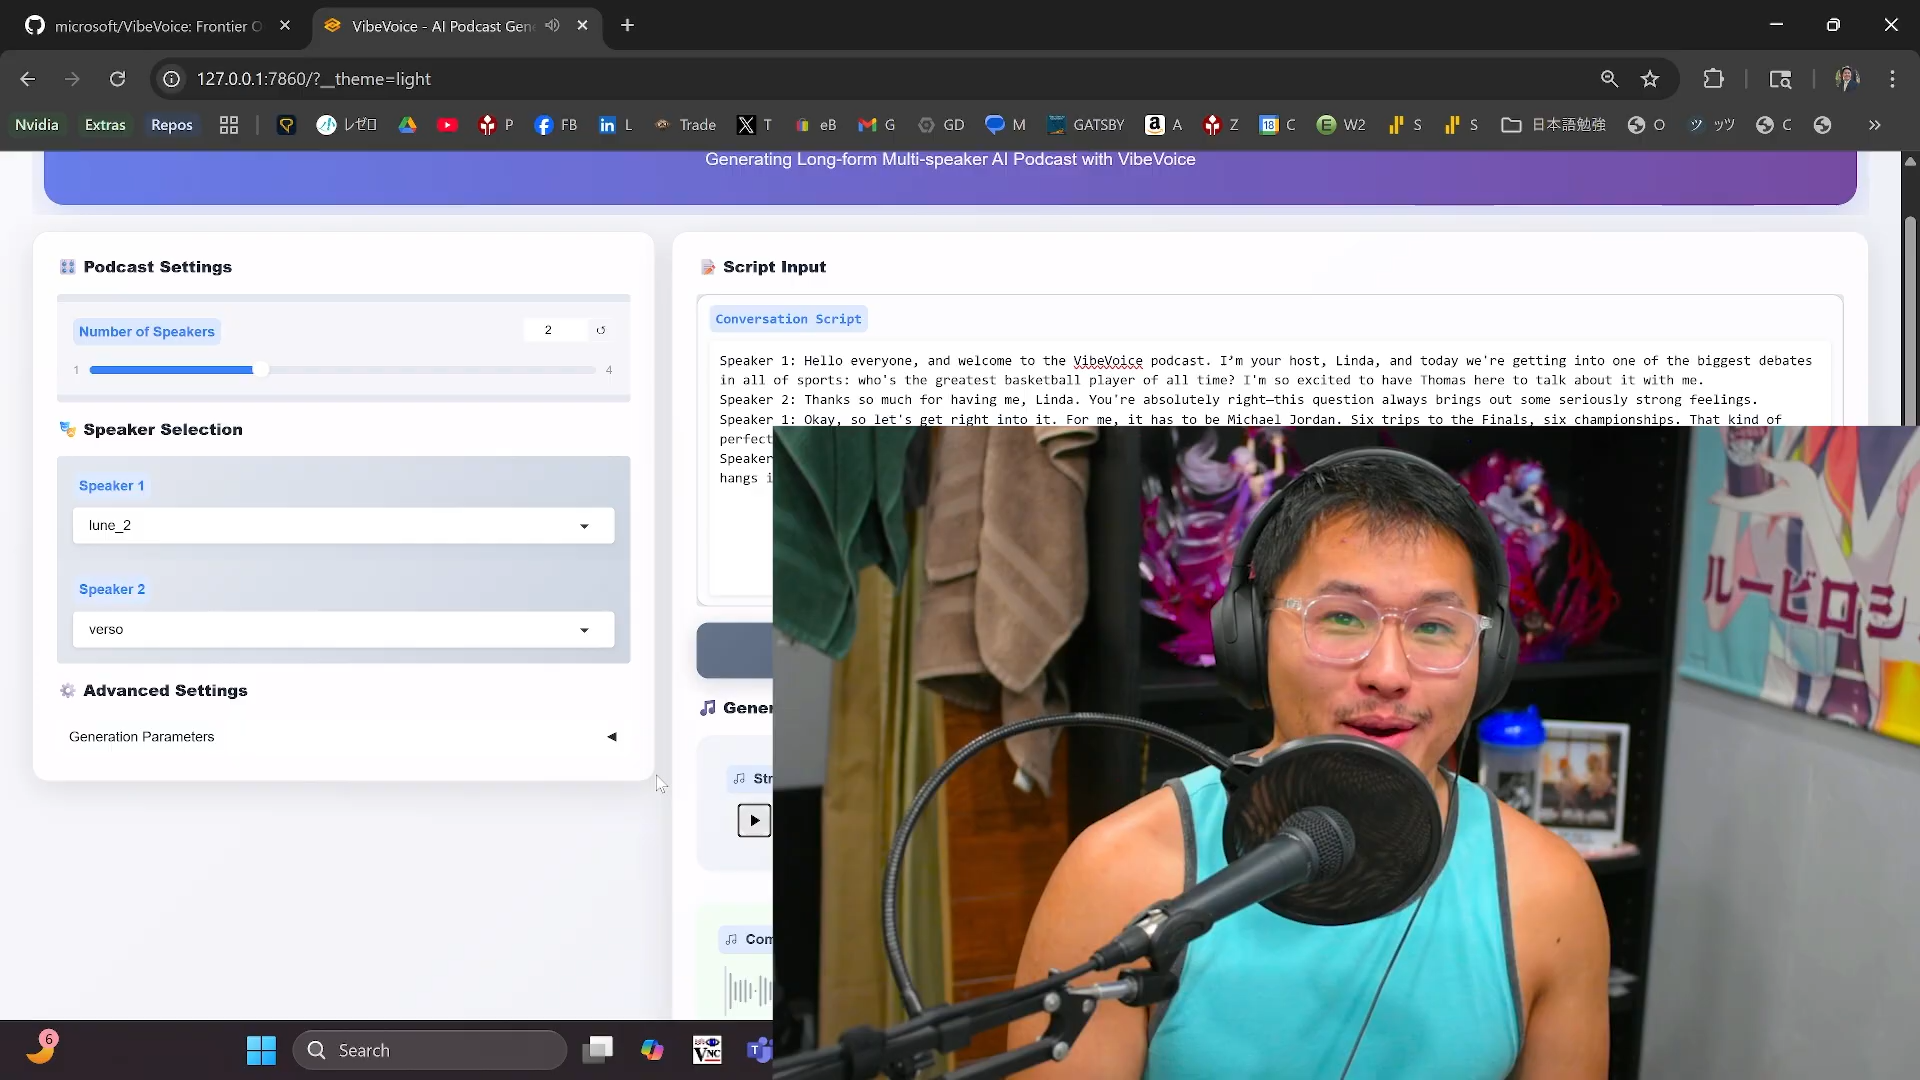 microsoft/VibeVoice: Frontier O
VibeVoice - AI Podcast Gene
127.0.0.1:7860/?__theme=light
Nvidia Extras Repos レゼロ P FB L Trade T eB G GD M GATSBY A Z 18 C W2 S S 日本語勉強 O ッツ C
Generating Long-form Multi-speaker AI Podcast with VibeVoice
Podcast Settings
Number of Speakers 2
1 4
Speaker Selection
Speaker 1
lune_2
Speaker 2
verso
Advanced Settings
Generation Parameters
Script Input
Conversation Script
Speaker 1: Hello everyone, and welcome to the VibeVoice podcast. I’m your host, Linda, and today we're getting into one of the biggest debates
in all of sports: who's the greatest basketball player of all time? I'm so excited to have Thomas here to talk about it with me.
Speaker 2: Thanks so much for having me, Linda. You're absolutely right—this question always brings out some seriously strong feelings.
Speaker 1: Okay, so let's get right into it. For me, it has to be Michael Jordan. Six trips to the Finals, six championships. That kind of
perfect
Speaker
hangs i
Gener
Str
Com
ルービロシ
6
Search
VNC
T